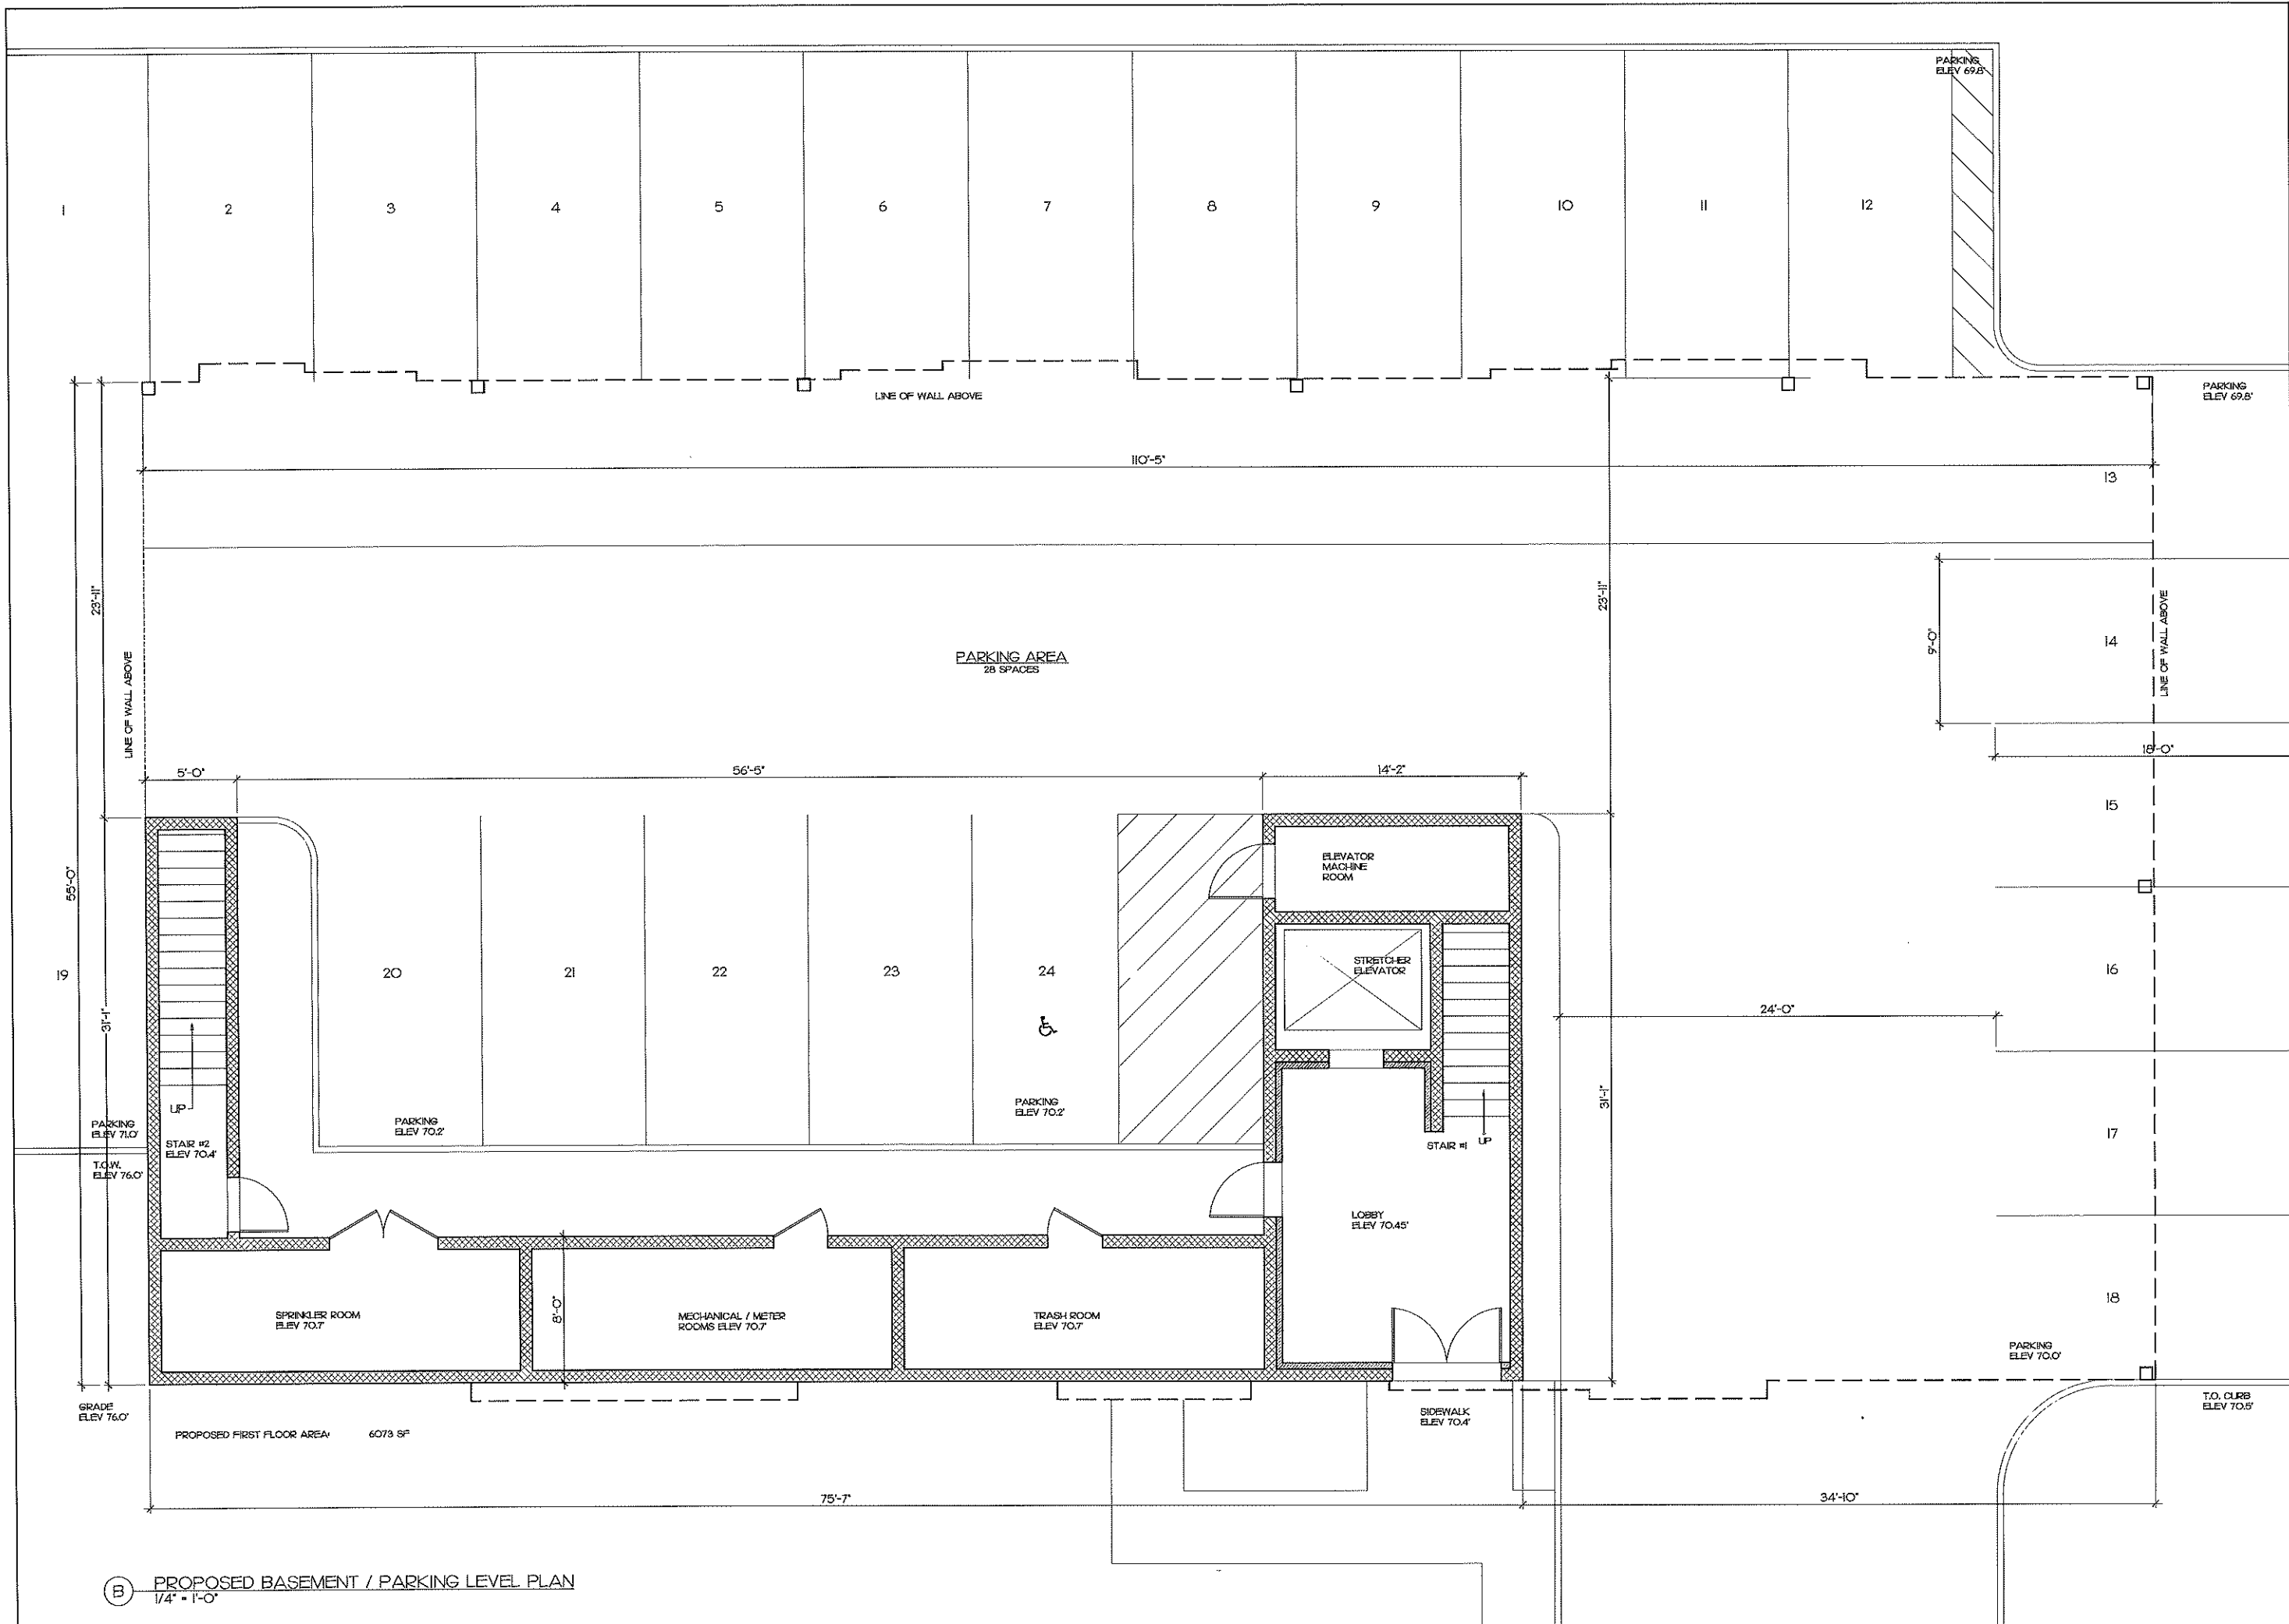 PARKING
ELEV 69.8'
1
2
3
4
5
6
7
8
9
10
11
12
LINE OF WALL ABOVE
PARKING
ELEV 69.8'
110'-5"
13
23'-11"
23'-11"
LINE OF WALL ABOVE
LINE OF WALL ABOVE
9'-0"
14
PARKING AREA
28 SPACES
18'-0"
5'-0"
56'-5"
14'-2"
15
55'-0"
ELEVATOR
MACHINE
ROOM
19
20
21
22
23
24
STRETCHER
ELEVATOR
16
31'-1"
24'-0"
31'-1"
UP
PARKING
ELEV 71.0'
STAIR #2
ELEV 70.4'
T.O.W.
ELEV 76.0'
PARKING
ELEV 70.2'
PARKING
ELEV 70.2'
STAIR #1
UP
17
LOBBY
ELEV 70.45'
8'-0"
SPRINKLER ROOM
ELEV 70.7'
MECHANICAL / METER
ROOMS ELEV 70.7'
TRASH ROOM
ELEV 70.7'
18
PARKING
ELEV 70.0'
GRADE
ELEV 76.0'
SIDEWALK
ELEV 70.4'
T.O. CURB
ELEV 70.5'
PROPOSED FIRST FLOOR AREA: 6073 SF
75'-7"
34'-10"
B
PROPOSED BASEMENT / PARKING LEVEL PLAN
1/4" = 1'-0"